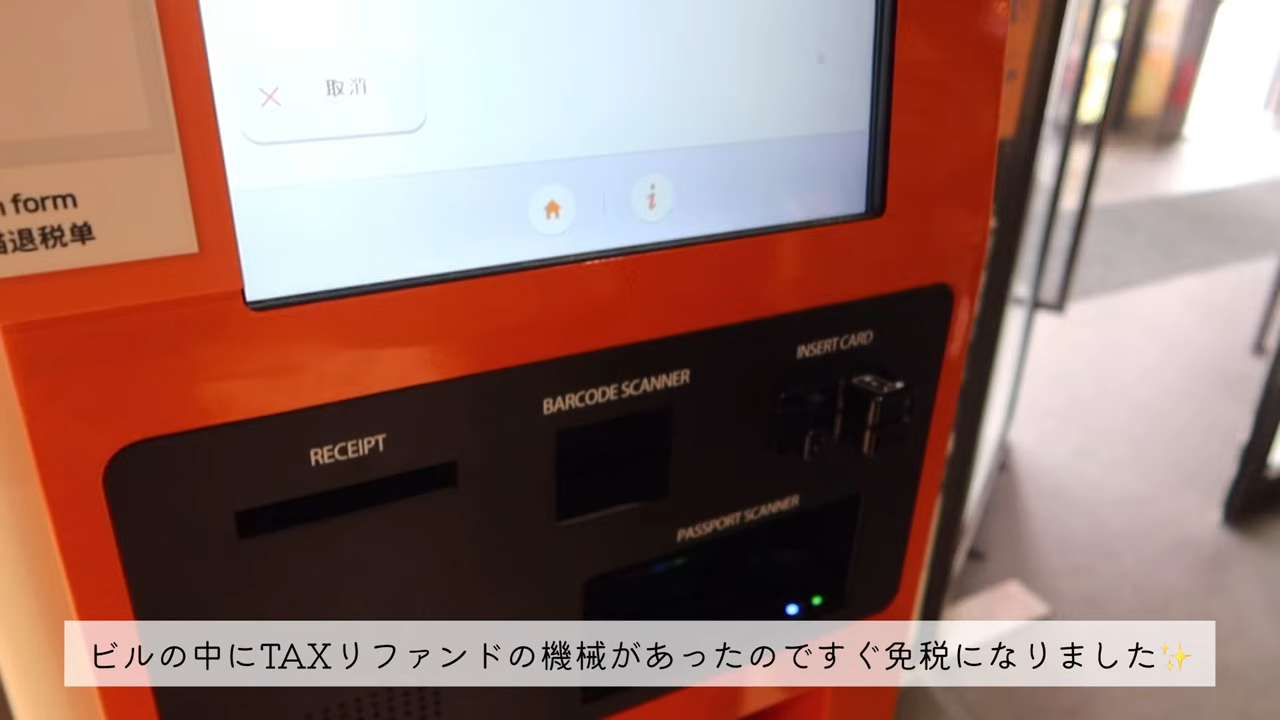 取消
form
退税单
INSERT CARD
BARCODE SCANNER
RECEIPT
PASSPORT SCANNER
ビルの中にTAXリファンドの機械があったのですぐ免税になりました✨